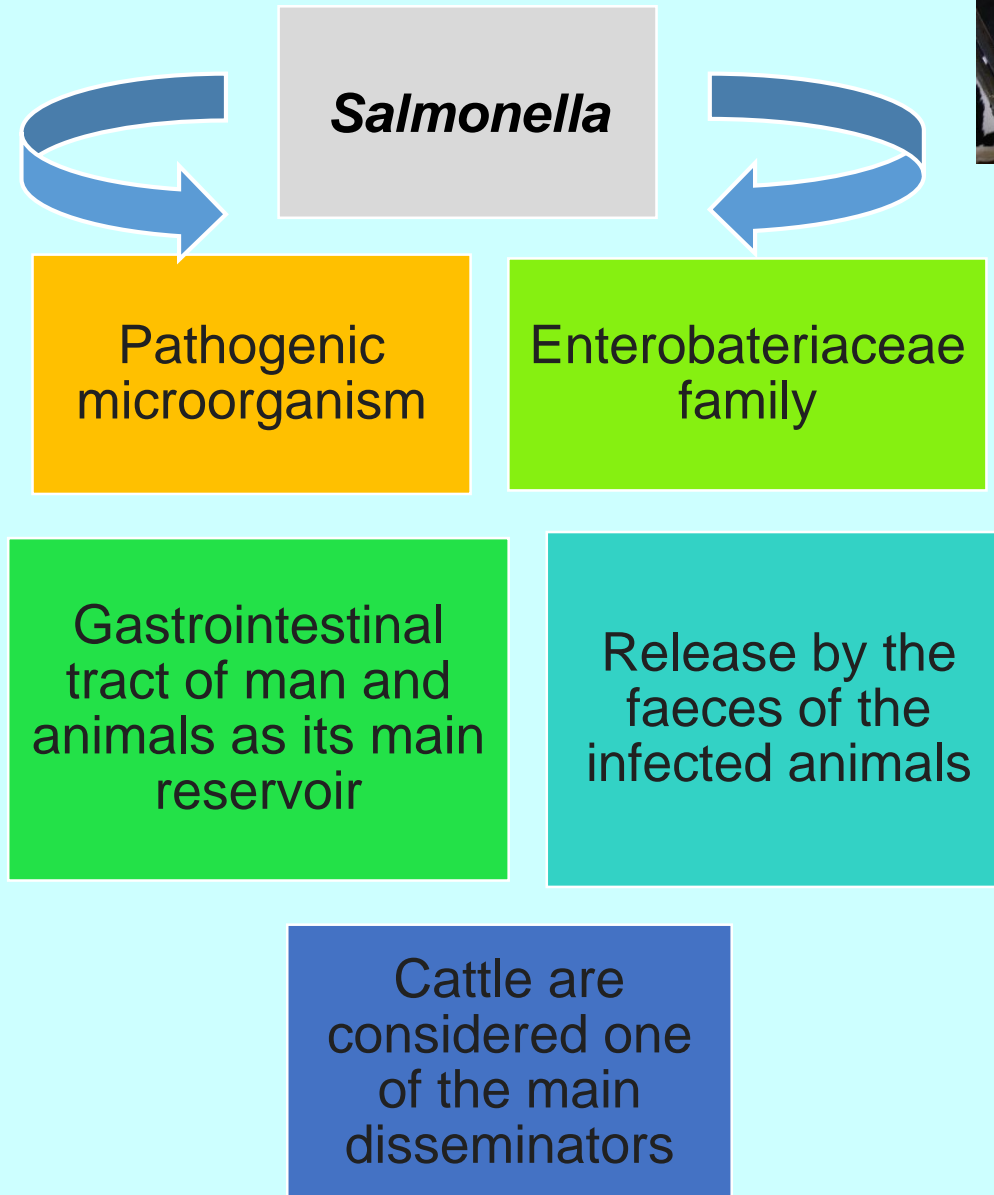 Salmonella
Pathogenic
microorganism
Enterobateriaceae
family
Gastrointestinal
tract of man and
animals as its main
reservoir
Release by the
faeces of the
infected animals
Cattle are
considered one
of the main
disseminators